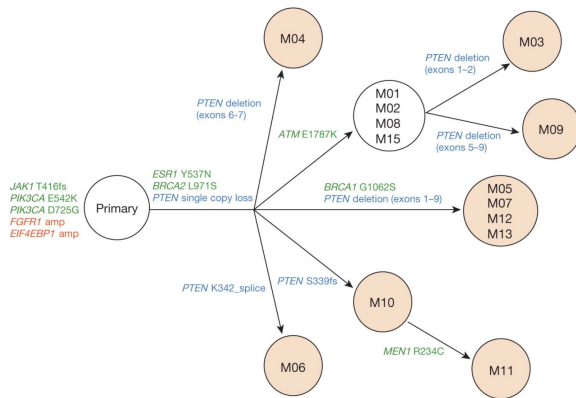 M04
M03
PTEN deletion
(exons 1–2)
PTEN deletion
(exons 6-7)
M01
M02
M08
M15
ATM E1787K
M09
PTEN deletion
(exons 5–9)
JAK1 T416fs
PIK3CA E542K
PIK3CA D725G
FGFR1 amp
EIF4EBP1 amp
Primary
ESR1 Y537N
BRCA2 L971S
PTEN single copy loss
BRCA1 G1062S
PTEN deletion (exons 1–9)
M05
M07
M12
M13
PTEN K342_splice
PTEN S339fs
M10
MEN1 R234C
M06
M11